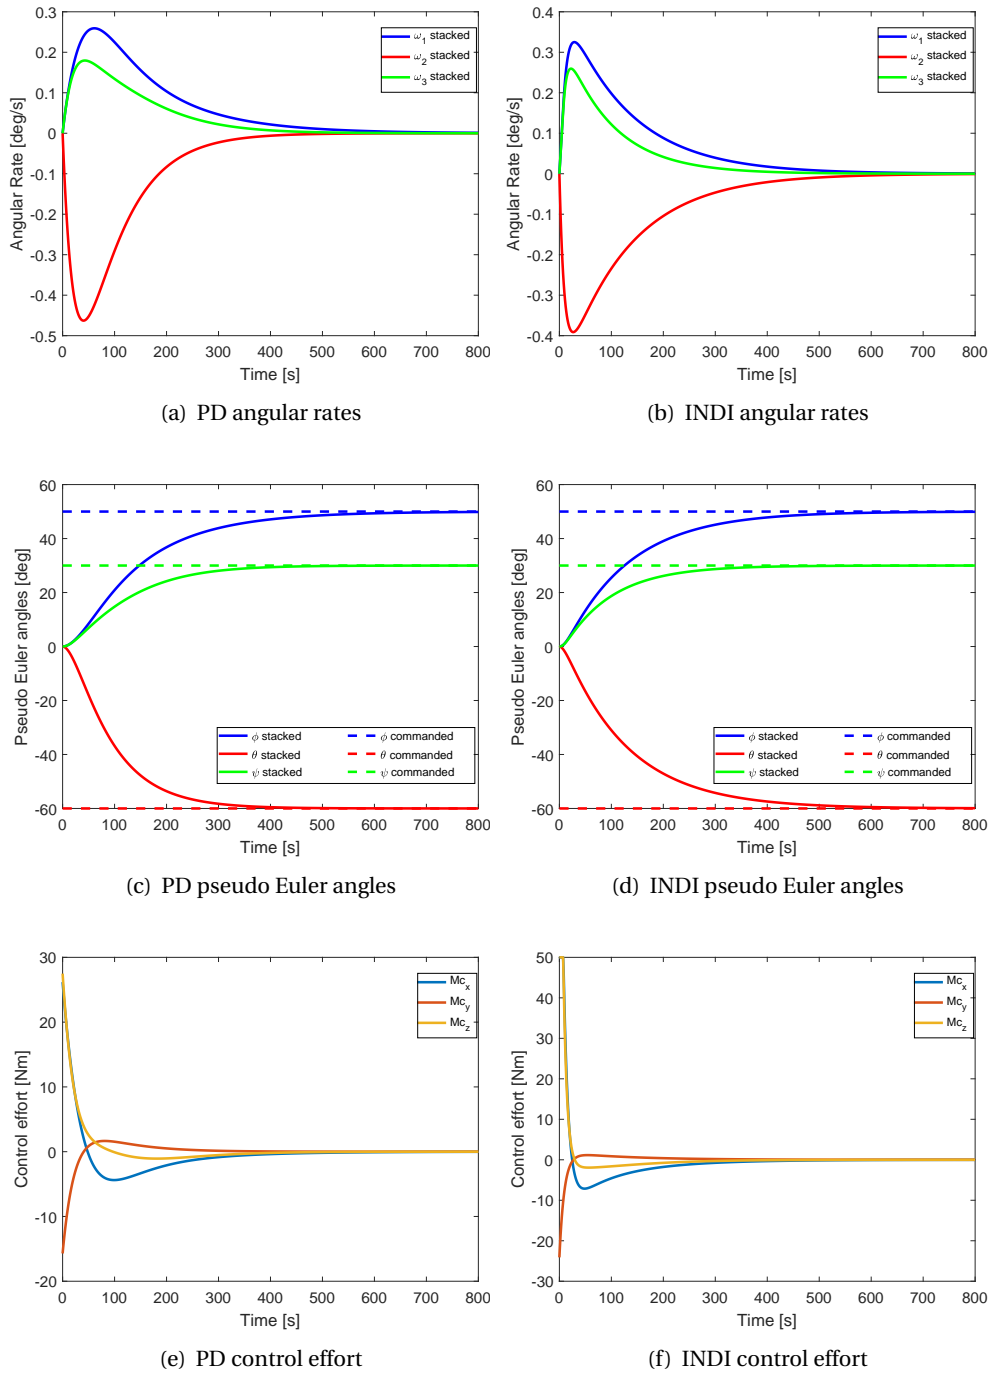 0.3
0.2
0.1
0
-0.1
-0.2
-0.3
-0.4
-0.5
Angular Rate [deg/s]
ω1 stacked
ω2 stacked
ω3 stacked
0 100 200 300 400 500 600 700 800
Time [s]
(a) PD angular rates
0.4
0.3
0.2
0.1
0
-0.1
-0.2
-0.3
-0.4
Angular Rate [deg/s]
ω1 stacked
ω2 stacked
ω3 stacked
0 100 200 300 400 500 600 700 800
Time [s]
(b) INDI angular rates
60
40
20
0
-20
-40
-60
Pseudo Euler angles [deg]
ϕ stacked ϕ commanded
θ stacked θ commanded
ψ stacked ψ commanded
0 100 200 300 400 500 600 700 800
Time [s]
(c) PD pseudo Euler angles
60
40
20
0
-20
-40
-60
Pseudo Euler angles [deg]
ϕ stacked ϕ commanded
θ stacked θ commanded
ψ stacked ψ commanded
0 100 200 300 400 500 600 700 800
Time [s]
(d) INDI pseudo Euler angles
30
20
10
0
-10
-20
Control effort [Nm]
Mcx
Mcy
Mcz
0 100 200 300 400 500 600 700 800
Time [s]
(e) PD control effort
50
40
30
20
10
0
-10
-20
-30
Control effort [Nm]
Mcx
Mcy
Mcz
0 100 200 300 400 500 600 700 800
Time [s]
(f) INDI control effort